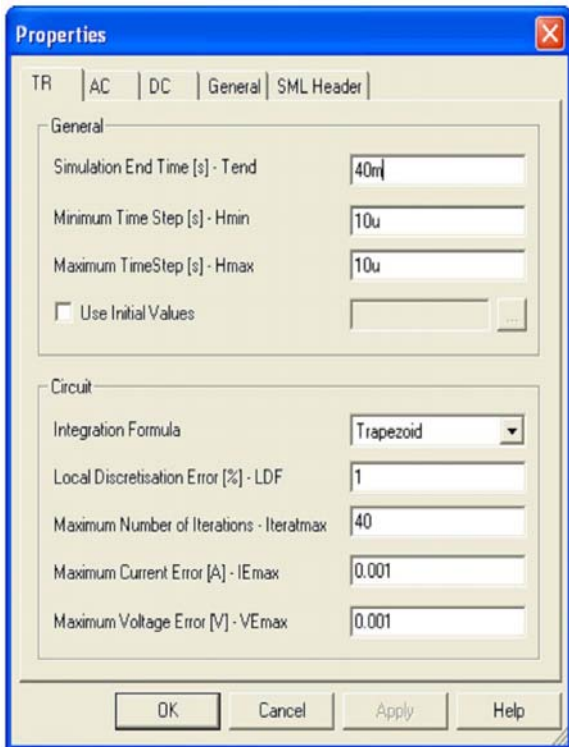 Properties
TR AC DC General SML Header
General
Simulation End Time [s] - Tend 40m
Minimum Time Step [s] - Hmin 10u
Maximum TimeStep [s] - Hmax 10u
Use Initial Values ...
Circuit
Integration Formula Trapezoid
Local Discretisation Error [%] - LDF 1
Maximum Number of Iterations - Iteratmax 40
Maximum Current Error [A] - IEmax 0.001
Maximum Voltage Error [V] - VEmax 0.001
OK Cancel Apply Help